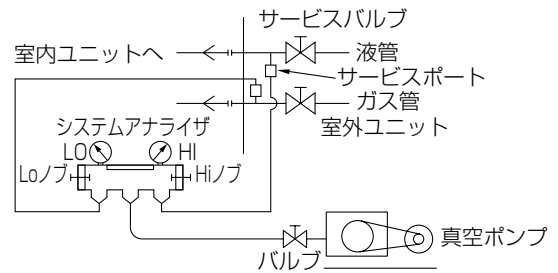 サービスバルブ
室内ユニットへ
液管
サービスポート
ガス管
システムアナライザ
室外ユニット
LO
HI
Loノブ
Hiノブ
真空ポンプ
バルブ